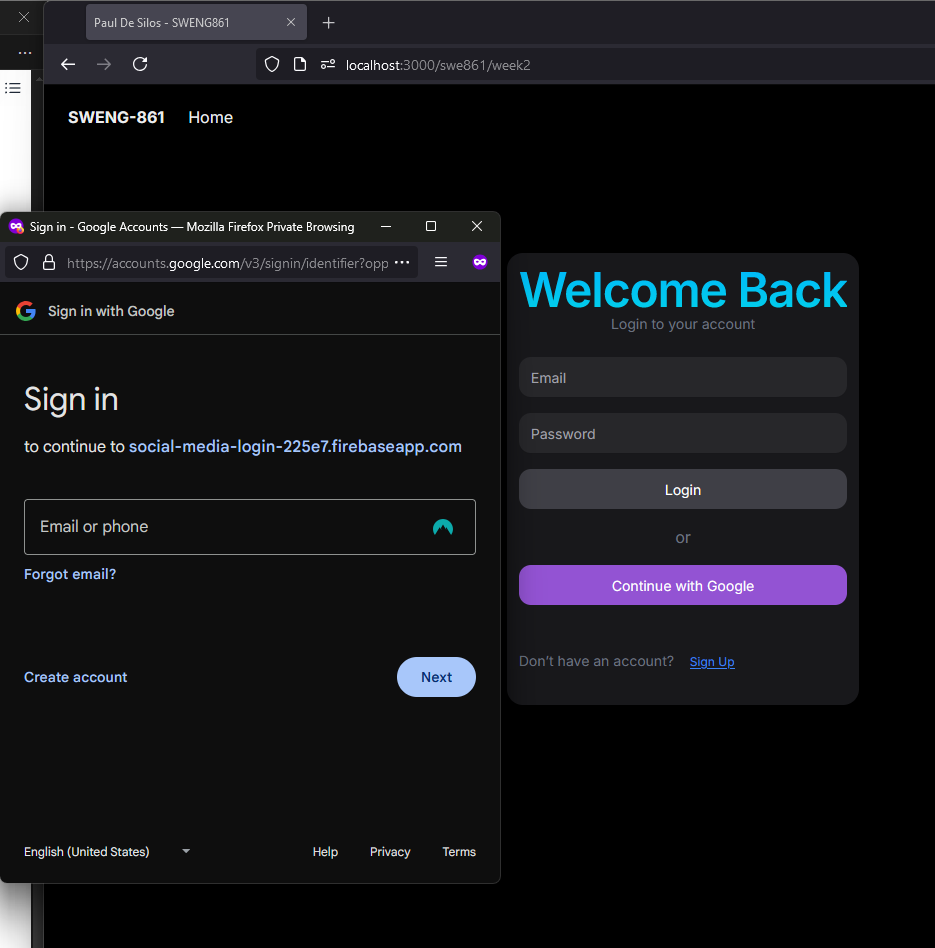 Paul De Silos - SWENG861
localhost:3000/swe861/week2
SWENG-861 Home
Sign in - Google Accounts — Mozilla Firefox Private Browsing
https://accounts.google.com/v3/signin/identifier?opp
Sign in with Google
Sign in
to continue to social-media-login-225e7.firebaseapp.com
Email or phone
Forgot email?
Create account
Next
English (United States)
Help
Privacy
Terms
Welcome Back
Login to your account
Email
Password
Login
or
Continue with Google
Don't have an account? Sign Up